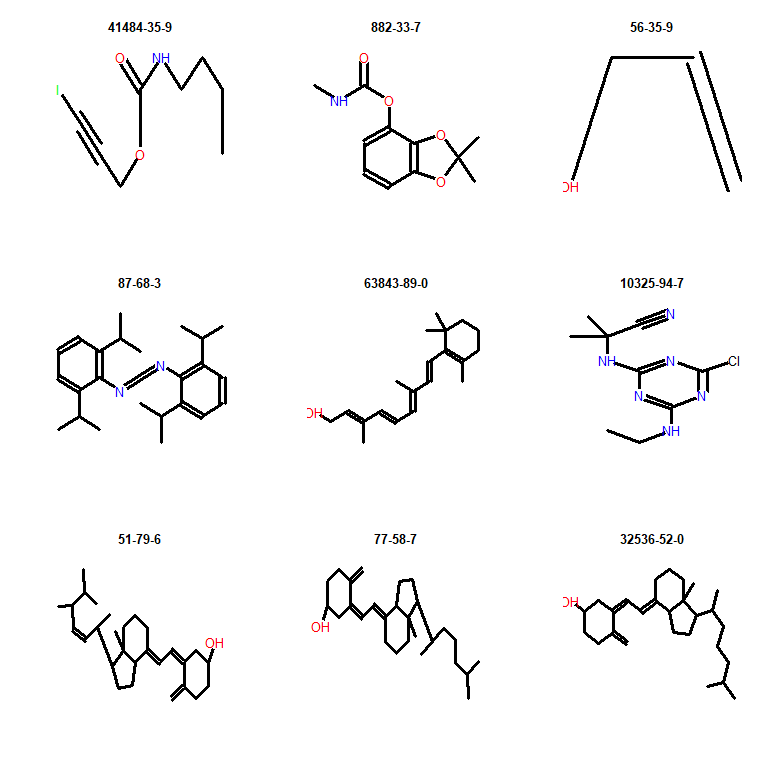 41484-35-9
882-33-7
56-35-9
O
NH
I
O
O
NH
O
O
O
OH
87-68-3
63843-89-0
10325-94-7
N
N
OH
N
NH
N
Cl
N
N
NH
51-79-6
77-58-7
32536-52-0
OH
OH
OH